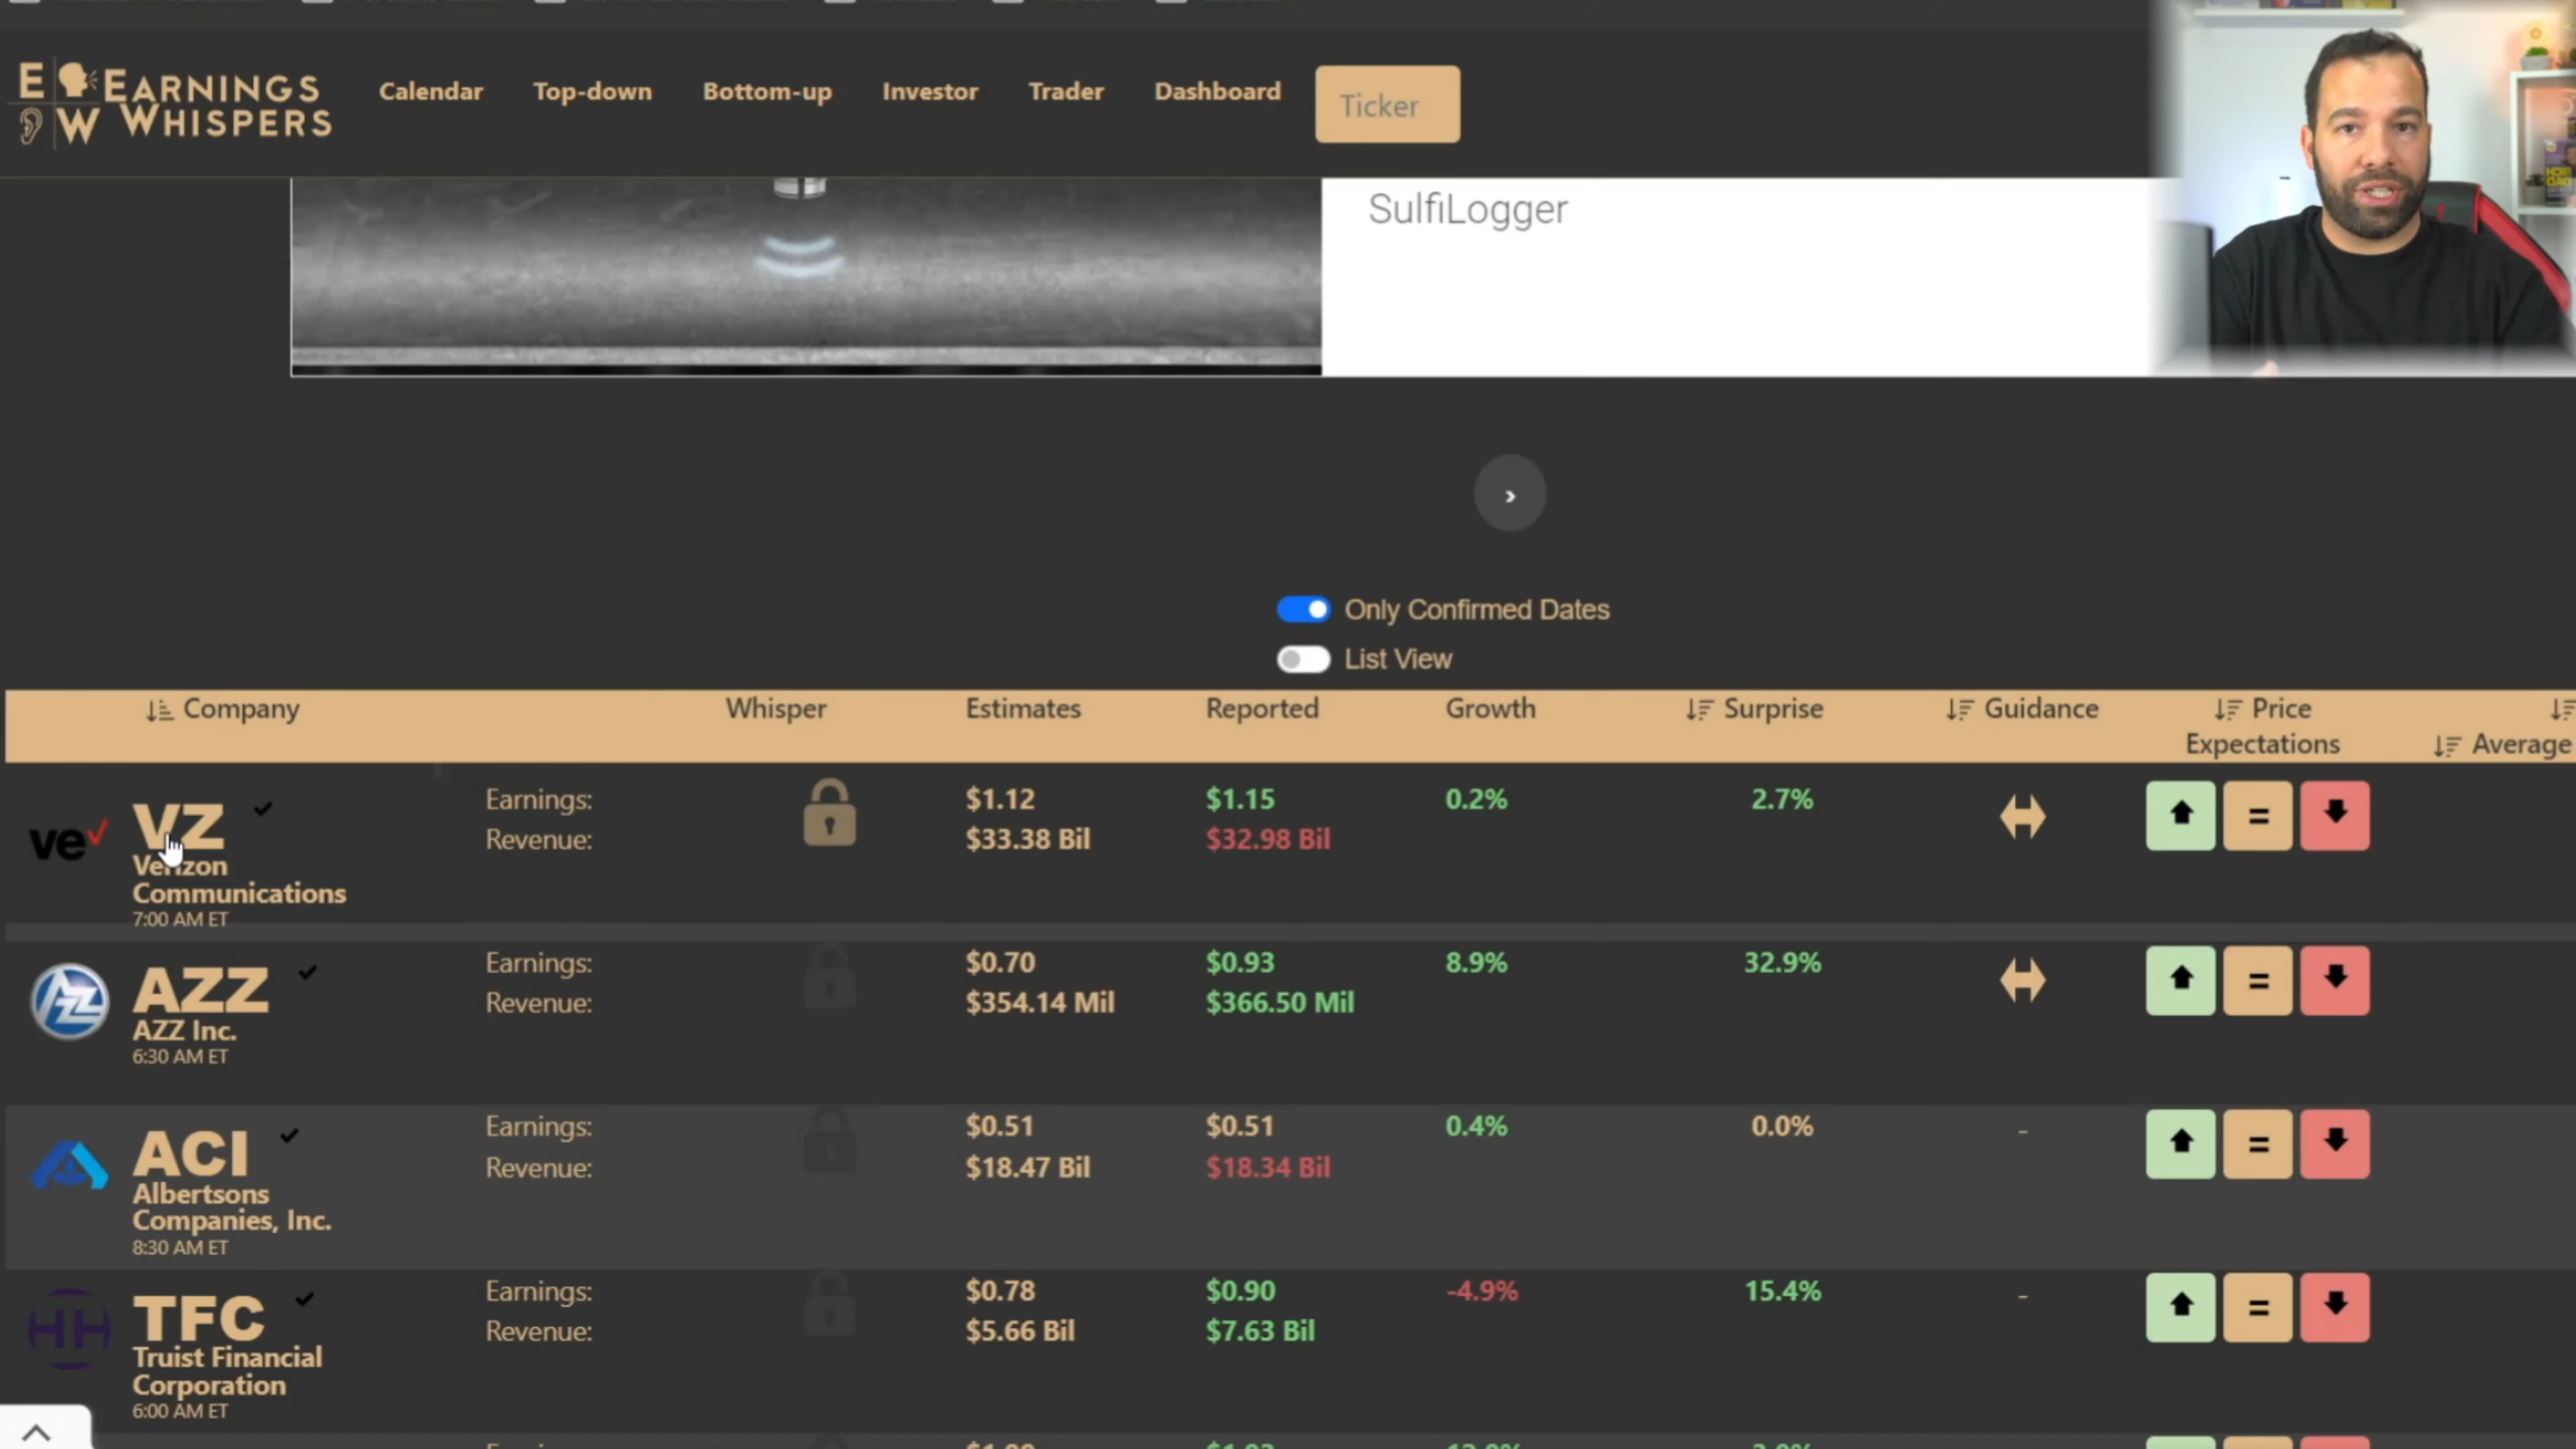 E EARNINGS
W WHISPERS
Calendar Top-down Bottom-up Investor Trader Dashboard Ticker
SulfiLogger
Only Confirmed Dates
List View
Company Whisper Estimates Reported Growth Surprise Guidance Price
Expectations Average
ve VZ Earnings: $1.12 $1.15 0.2% 2.7%
Revenue: $33.38 Bil $32.98 Bil
Verizon
Communications
7:00 AM ET
AZZ Earnings: $0.70 $0.93 8.9% 32.9%
Revenue: $354.14 Mil $366.50 Mil
AZZ Inc.
6:30 AM ET
ACI Earnings: $0.51 $0.51 0.4% 0.0% -
Revenue: $18.47 Bil $18.34 Bil
Albertsons
Companies, Inc.
8:30 AM ET
TFC Earnings: $0.78 $0.90 -4.9% 15.4% -
Revenue: $5.66 Bil $7.63 Bil
Truist Financial
Corporation
6:00 AM ET